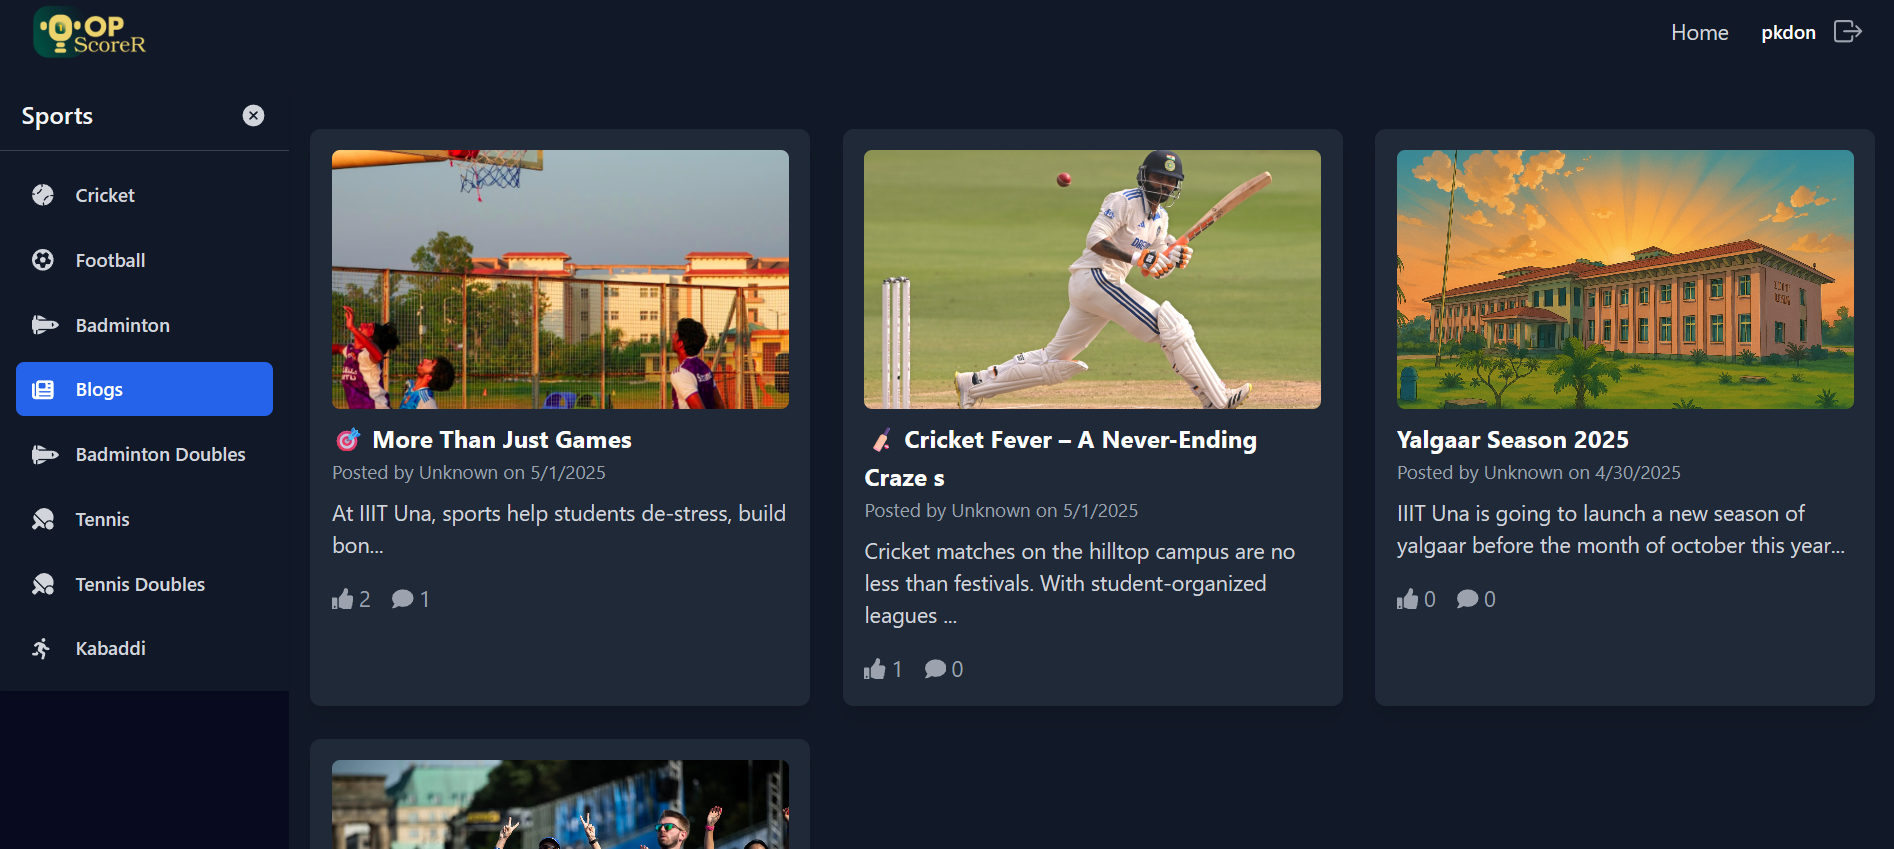 OP
ScoreR
Home
pkdon
Sports
Cricket
Football
Badminton
Blogs
Badminton Doubles
Tennis
Tennis Doubles
Kabaddi
More Than Just Games
Posted by Unknown on 5/1/2025
At IIIT Una, sports help students de-stress, build
bon...
2
1
Cricket Fever – A Never-Ending
Craze s
Posted by Unknown on 5/1/2025
Cricket matches on the hilltop campus are no
less than festivals. With student-organized
leagues ...
1
0
Yalgaar Season 2025
Posted by Unknown on 4/30/2025
IIIT Una is going to launch a new season of
yalgaar before the month of october this year...
0
0